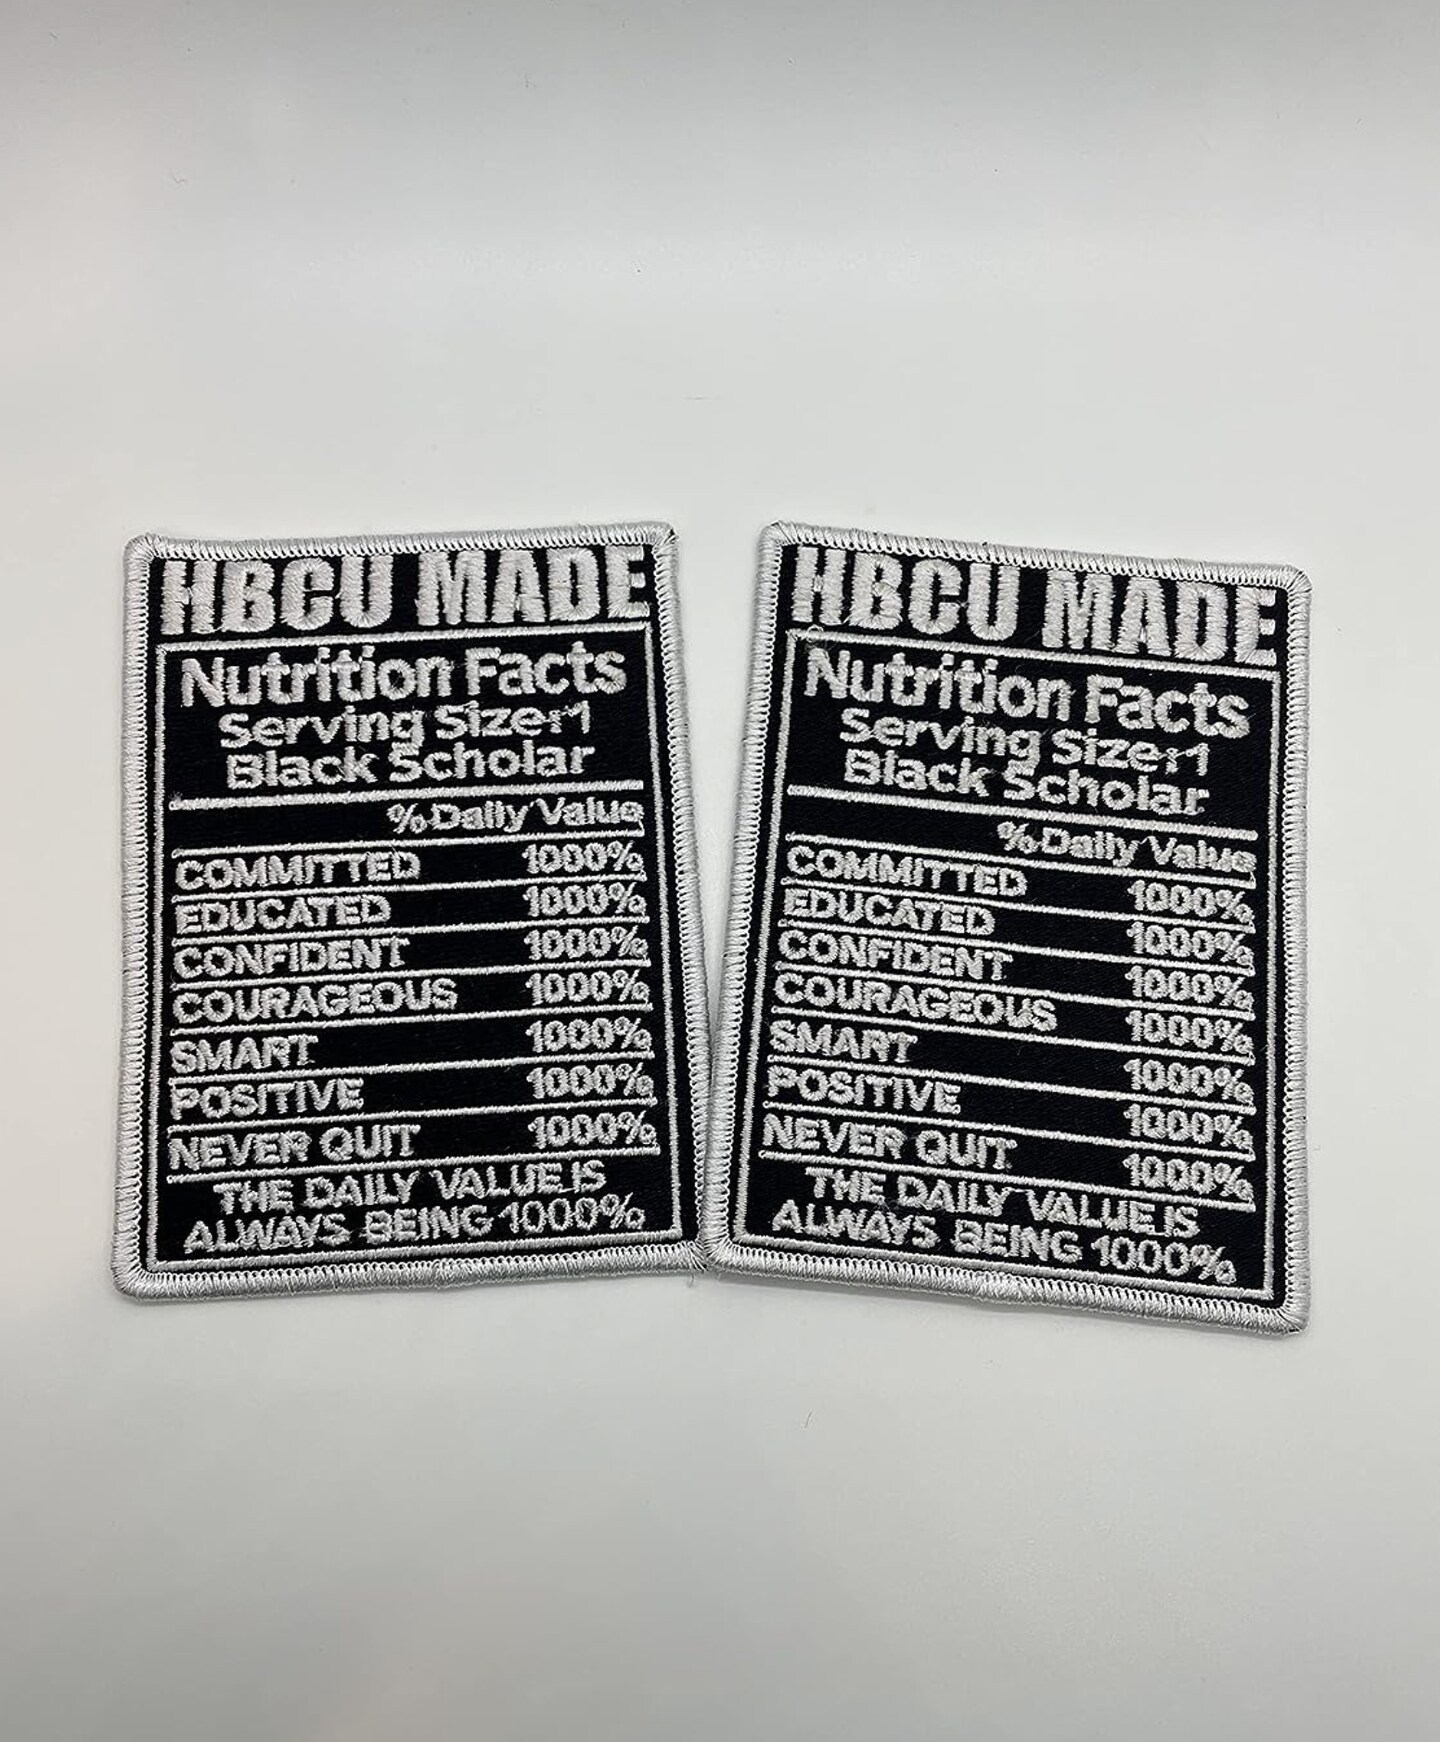 HBCU MADE
Nutrition Facts
Serving Size:1
Black Scholar
%Daily Value
COMMITTED 1000%
EDUCATED 1000%
CONFIDENT 1000%
COURAGEOUS 1000%
SMART 1000%
POSITIVE 1000%
NEVER QUIT 1000%
THE DAILY VALUE IS
ALWAYS BEING 1000%
HBCU MADE
Nutrition Facts
Serving Size:1
Black Scholar
%Daily Value
COMMITTED 1000%
EDUCATED 1000%
CONFIDENT 1000%
COURAGEOUS 1000%
SMART 1000%
POSITIVE 1000%
NEVER QUIT 1000%
THE DAILY VALUE IS
ALWAYS BEING 1000%